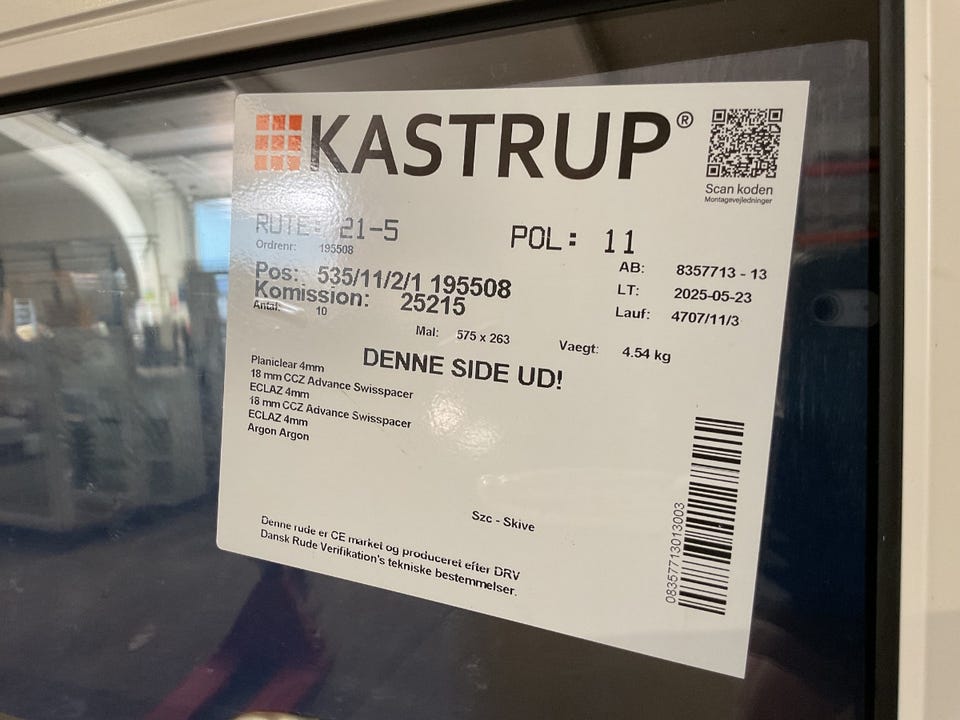 KASTRUP®
Scan koden
Montagevejledninger
RUTE: 21-5
POL: 11
Ordrenr: 195508
AB: 8357713 - 13
Pos: 535/11/2/1 195508
LT: 2025-05-23
Komission: 25215
Lauf: 4707/11/3
Antal: 10
Mal: 575 x 263
Vaegt: 4.54 kg
DENNE SIDE UD!
Planiclear 4mm
18 mm CCZ Advance Swisspacer
ECLAZ 4mm
18 mm CCZ Advance Swisspacer
ECLAZ 4mm
Argon Argon
Szc - Skive
Denne rude er CE market og produceret efter DRV
Dansk Rude Verifikation's tekniske bestemmelser.
08357713013003